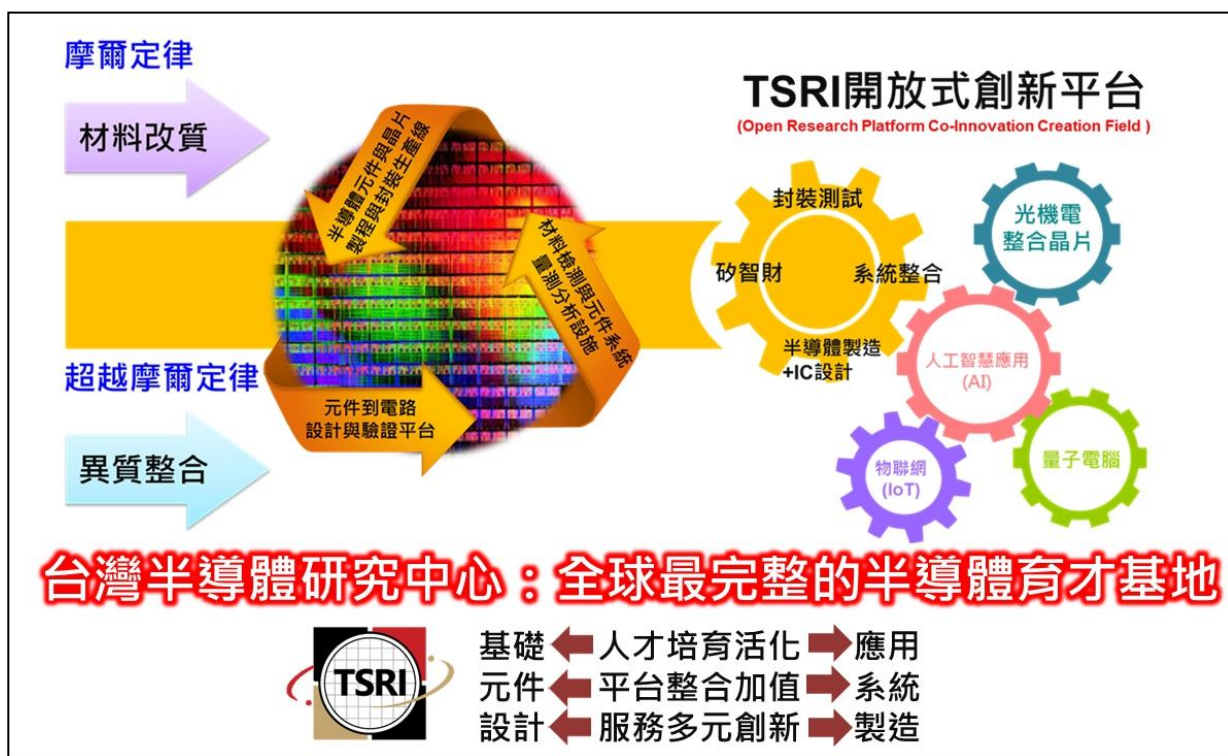 摩爾定律
材料改質
超越摩爾定律
異質整合
半導體元件與晶片
製程與封裝生產線
材料檢測與元件系統
量測分析設施
元件到電路
設計與驗證平台
TSRI開放式創新平台
(Open Research Platform Co-Innovation Creation Field )
封裝測試
矽智財
系統整合
半導體製造
+IC設計
光機電
整合晶片
人工智慧應用
(AI)
物聯網
(IoT)
量子電腦
台灣半導體研究中心：全球最完整的半導體育才基地
TSRI
基礎 人才培育活化 應用
元件 平台整合加值 系統
設計 服務多元創新 製造